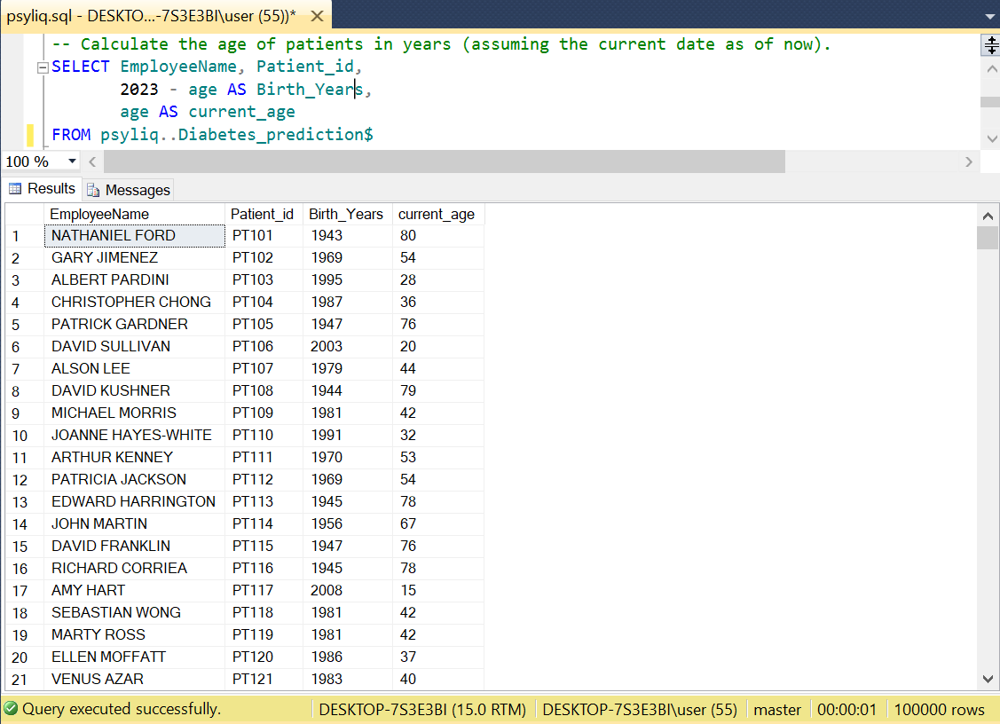 psyliq.sql - DESKTO...-7S3E3BI\user (55))*
-- Calculate the age of patients in years (assuming the current date as of now).
SELECT EmployeeName, Patient_id,
2023 - age AS Birth_Years,
age AS current_age
FROM psyliq..Diabetes_prediction$
100 %
Results Messages
EmployeeName Patient_id Birth_Years current_age
1 NATHANIEL FORD PT101 1943 80
2 GARY JIMENEZ PT102 1969 54
3 ALBERT PARDINI PT103 1995 28
4 CHRISTOPHER CHONG PT104 1987 36
5 PATRICK GARDNER PT105 1947 76
6 DAVID SULLIVAN PT106 2003 20
7 ALSON LEE PT107 1979 44
8 DAVID KUSHNER PT108 1944 79
9 MICHAEL MORRIS PT109 1981 42
10 JOANNE HAYES-WHITE PT110 1991 32
11 ARTHUR KENNEY PT111 1970 53
12 PATRICIA JACKSON PT112 1969 54
13 EDWARD HARRINGTON PT113 1945 78
14 JOHN MARTIN PT114 1956 67
15 DAVID FRANKLIN PT115 1947 76
16 RICHARD CORRIEA PT116 1945 78
17 AMY HART PT117 2008 15
18 SEBASTIAN WONG PT118 1981 42
19 MARTY ROSS PT119 1981 42
20 ELLEN MOFFATT PT120 1986 37
21 VENUS AZAR PT121 1983 40
Query executed successfully. DESKTOP-7S3E3BI (15.0 RTM) DESKTOP-7S3E3BI\user (55) master 00:00:01 100000 rows